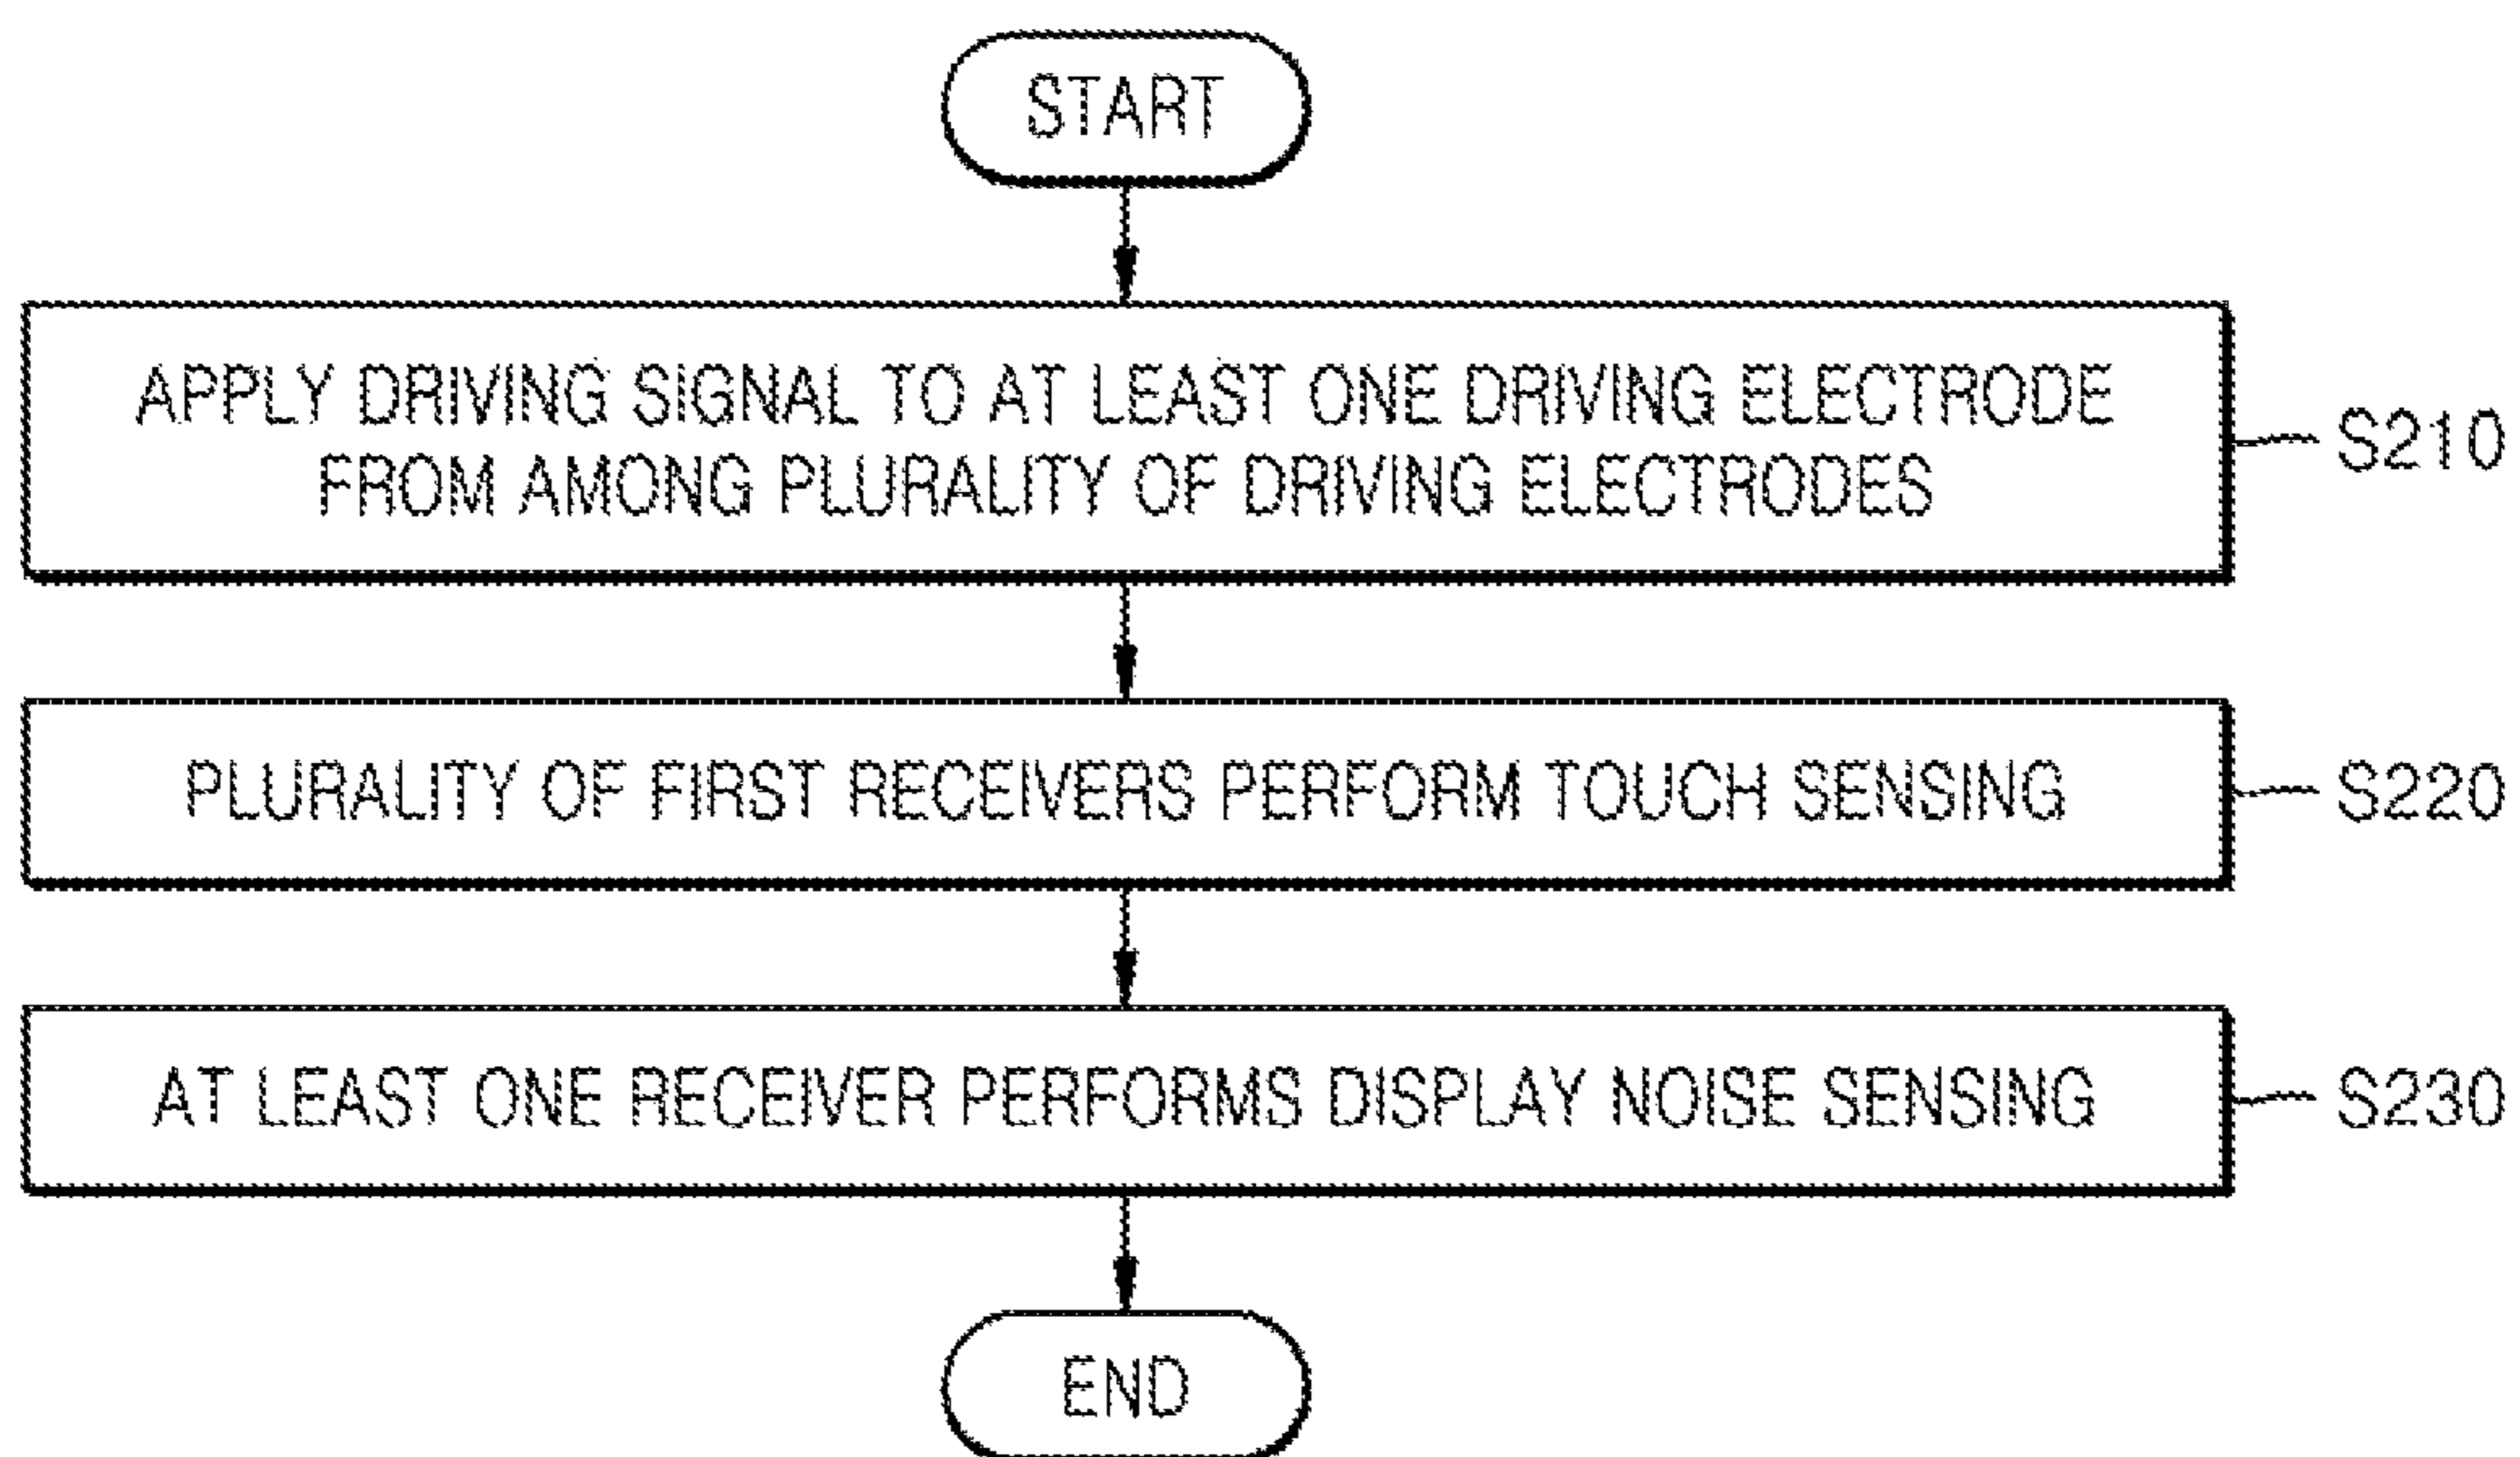 START
APPLY DRIVING SIGNAL TO AT LEAST ONE DRIVING ELECTRODE
FROM AMONG PLURALITY OF DRIVING ELECTRODES
S210
PLURALITY OF FIRST RECEIVERS PERFORM TOUCH SENSING
S220
AT LEAST ONE RECEIVER PERFORMS DISPLAY NOISE SENSING
S230
END